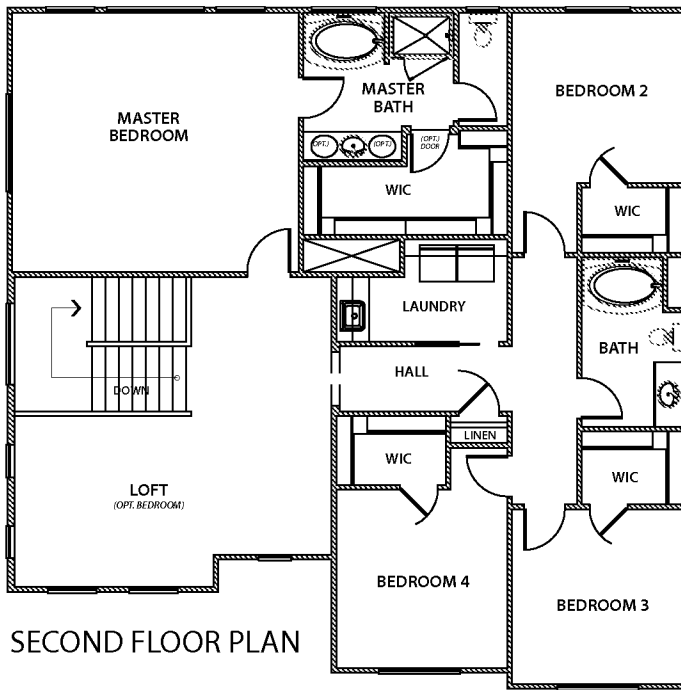 MASTER
BEDROOM
MASTER
BATH
BEDROOM 2
(OPT.)
(OPT.)
(OPT.)
DOOR
WIC
WIC
LAUNDRY
BATH
HALL
DOWN
LINEN
WIC
WIC
LOFT
(OPT. BEDROOM)
BEDROOM 4
BEDROOM 3
SECOND FLOOR PLAN